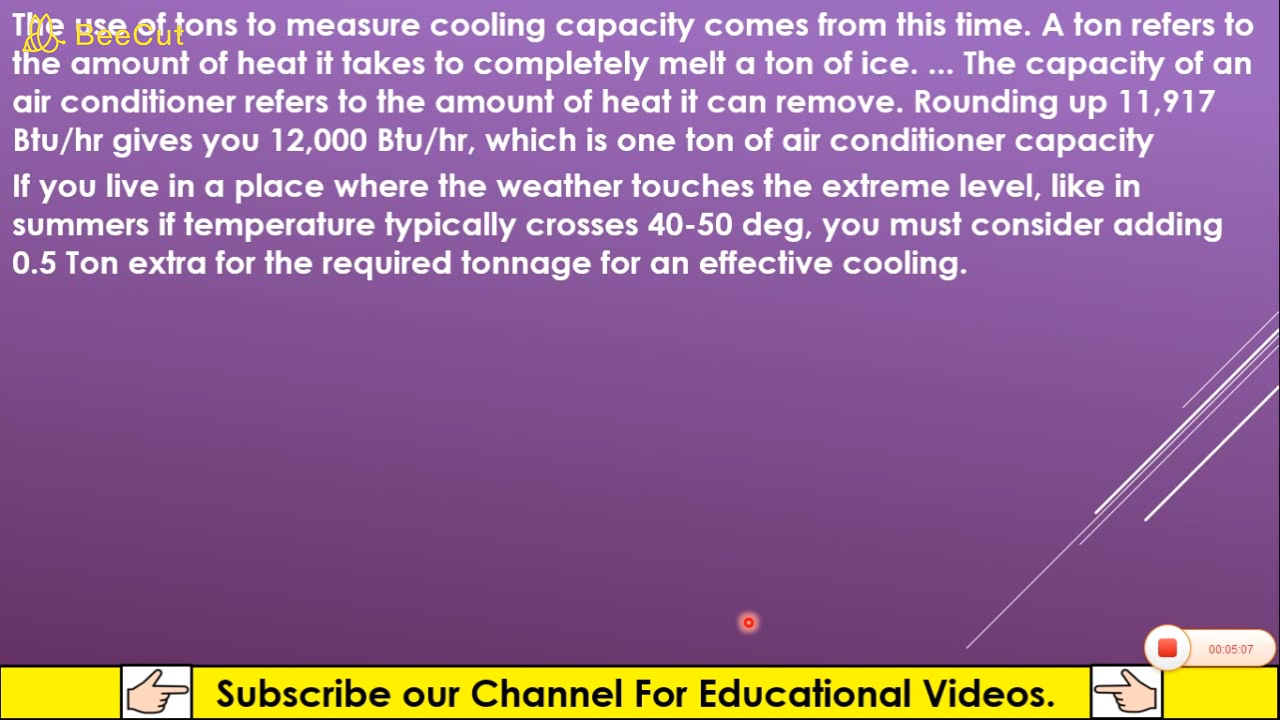 The use of tons to measure cooling capacity comes from this time. A ton refers to
BeeCut
the amount of heat it takes to completely melt a ton of ice. ... The capacity of an
air conditioner refers to the amount of heat it can remove. Rounding up 11,917
Btu/hr gives you 12,000 Btu/hr, which is one ton of air conditioner capacity
If you live in a place where the weather touches the extreme level, like in
summers if temperature typically crosses 40-50 deg, you must consider adding
0.5 Ton extra for the required tonnage for an effective cooling.
00:05:07
Subscribe our Channel For Educational Videos.